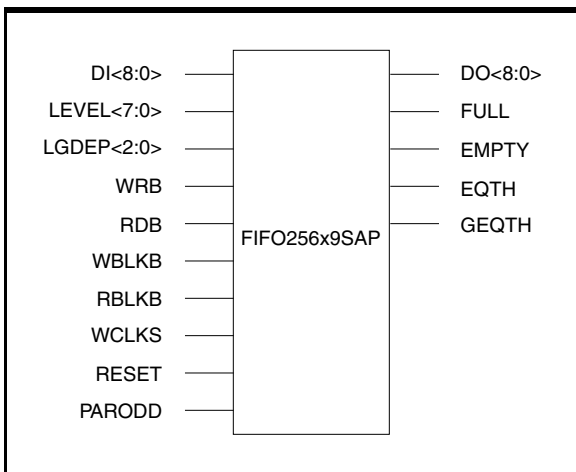 DI<8:0>
LEVEL<7:0>
LGDEP<2:0>
WRB
RDB
WBLKB
RBLKB
WCLKS
RESET
PARODD
FIFO256x9SAP
DO<8:0>
FULL
EMPTY
EQTH
GEQTH